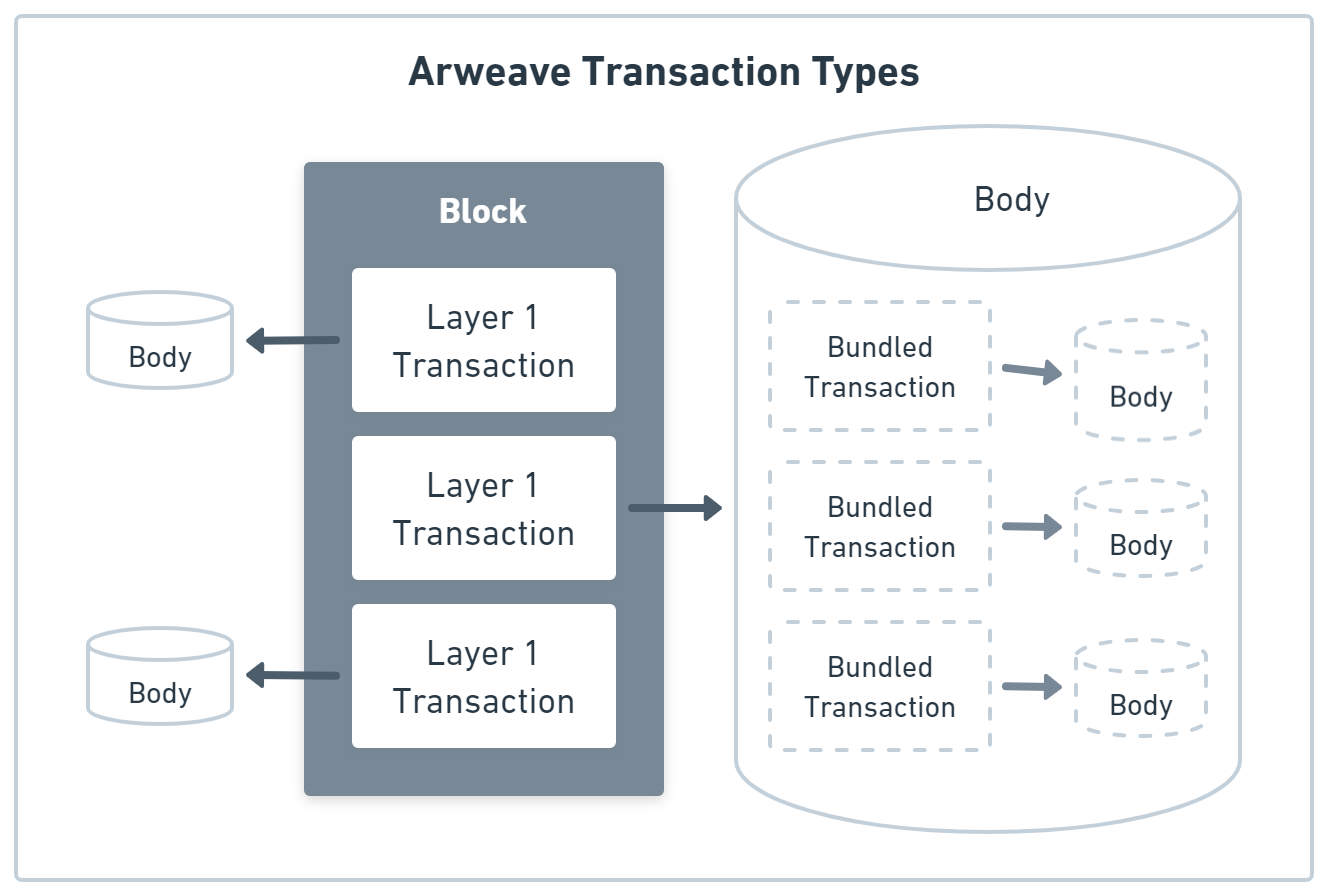 Arweave Transaction Types
Block
Layer 1
Transaction
Body
Layer 1
Transaction
Layer 1
Transaction
Body
Body
Bundled
Transaction
Body
Bundled
Transaction
Body
Bundled
Transaction
Body